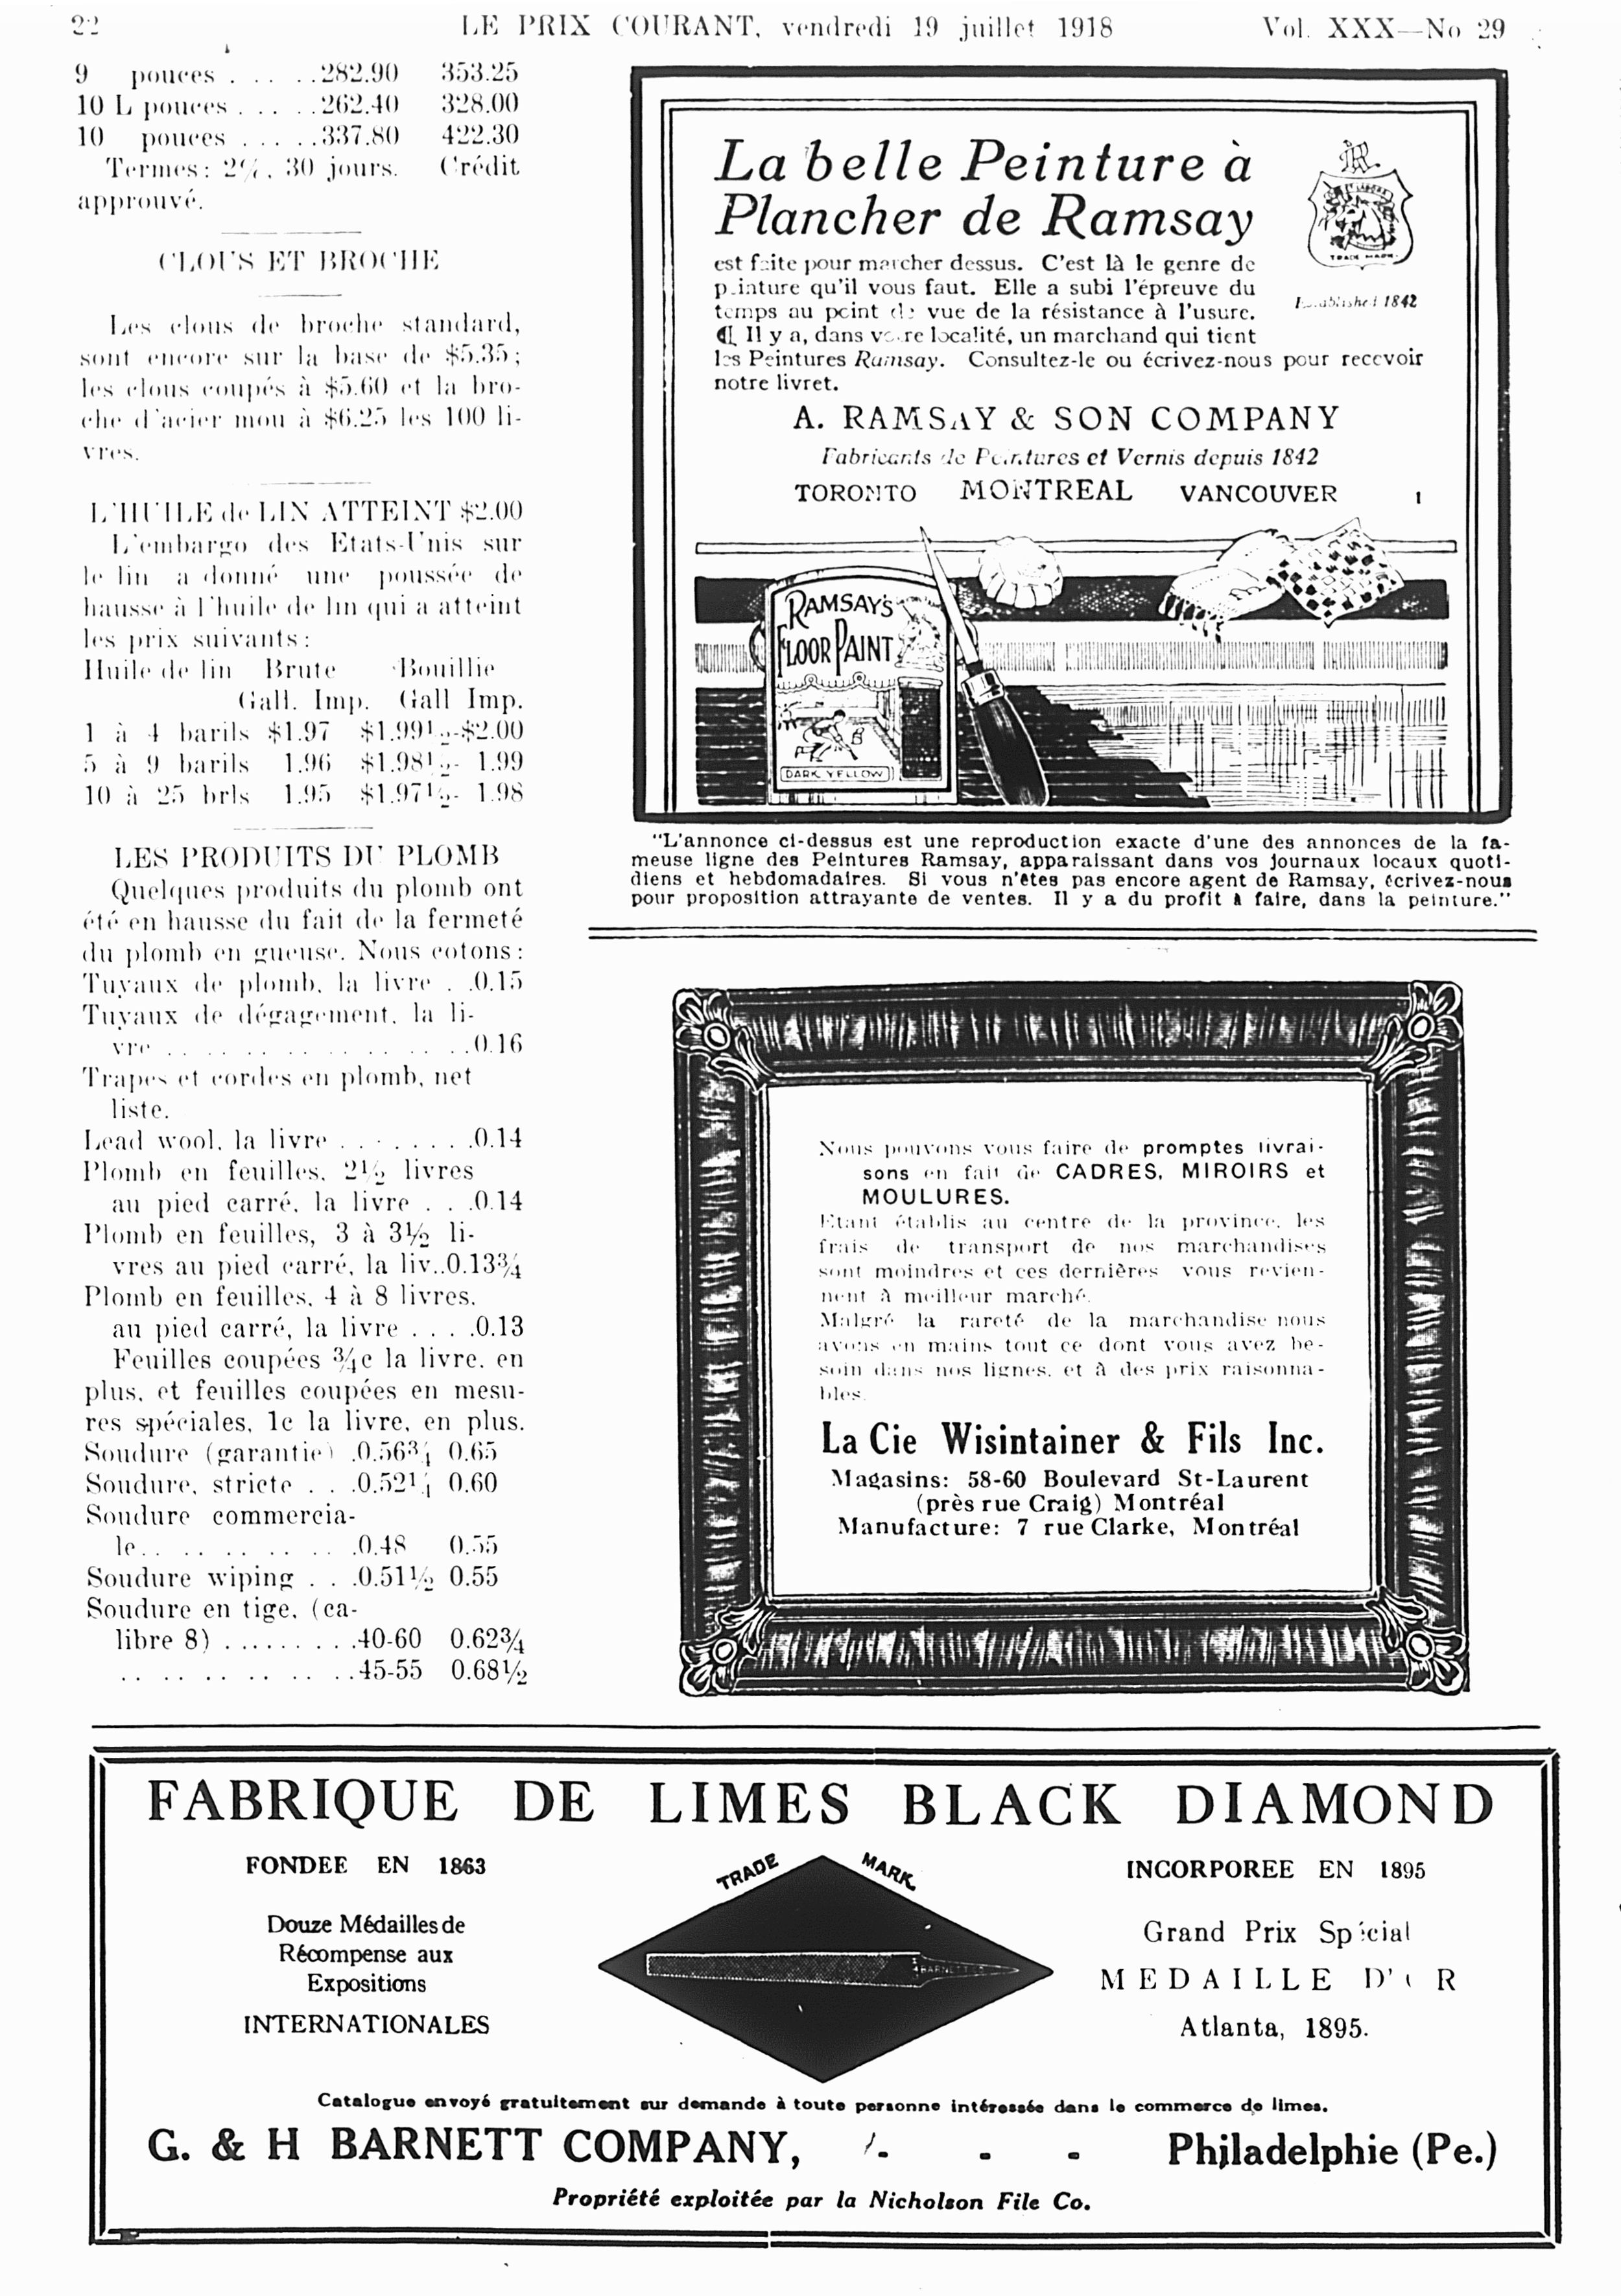 22 LE PRIX COURANT, vendredi 19 juillet 1918 Vol. XXX—No 29
9 pouces . . . . .282.90 353.25
10 L pouces . . . . .262.40 328.00
10 pouces . . . . .337.80 422.30
Termes: 2%, 30 jours. Crédit
approuvé.
CLOUS ET BROCHE
Les clous de broche standard,
sont encore sur la base de $5.35;
les clous coupés à $5.60 et la bro-
che d'acier mou à $6.25 les 100 li-
vres.
L'HUILE de LIN ATTEINT $2.00
L'embargo des Etats-Unis sur
le lin a donné une poussée de
hausse à l'huile de lin qui a atteint
les prix suivants:
Huile de lin Brute Bouillie
Gall. Imp. Gall Imp.
1 à 4 barils $1.97 $1.99½-$2.00
5 à 9 barils 1.96 $1.98½- 1.99
10 à 25 brls 1.95 $1.97½- 1.98
LES PRODUITS DU PLOMB
Quelques produits du plomb ont
été en hausse du fait de la fermeté
du plomb en gueuse. Nous cotons:
Tuyaux de plomb, la livre . .0.15
Tuyaux de dégagement, la li-
vre . . . . . . . . . . . . . .0.16
Trapes et cordes en plomb, net
liste.
Lead wool, la livre . . . . . . . .0.14
Plomb en feuilles, 2½ livres
au pied carré, la livre . . .0.14
Plomb en feuilles, 3 à 3½ li-
vres au pied carré, la liv..0.13¾
Plomb en feuilles, 4 à 8 livres,
au pied carré, la livre . . . .0.13
Feuilles coupées ¾c la livre, en
plus, et feuilles coupées en mesu-
res spéciales, 1c la livre, en plus.
Soudure (garantie) .0.56¾ 0.65
Soudure, stricte . . .0.52¼ 0.60
Soudure commercia-
le. . . . . . . . . . .0.48 0.55
Soudure wiping . . .0.51½ 0.55
Soudure en tige, (ca-
libre 8) . . . . . . . . .40-60 0.62¾
. . . . . . . . . . . .45-55 0.68½
La belle Peinture à
Plancher de Ramsay
est faite pour marcher dessus. C'est là le genre de
peinture qu'il vous faut. Elle a subi l'épreuve du
temps au point de vue de la résistance à l'usure.
¶ Il y a, dans votre localité, un marchand qui tient
les Peintures Ramsay. Consultez-le ou écrivez-nous pour recevoir
notre livret.
TRADE MARK
Established 1842
A. RAMSAY & SON COMPANY
Fabricants de Peintures et Vernis depuis 1842
TORONTO MONTREAL VANCOUVER 1
RAMSAY'S
FLOOR PAINT
DARK YELLOW
"L'annonce ci-dessus est une reproduction exacte d'une des annonces de la fa-
meuse ligne des Peintures Ramsay, apparaissant dans vos journaux locaux quoti-
diens et hebdomadaires. Si vous n'êtes pas encore agent de Ramsay, écrivez-nous
pour proposition attrayante de ventes. Il y a du profit à faire, dans la peinture."
Nous pouvons vous faire de promptes livrai-
sons en fait de CADRES, MIROIRS et
MOULURES.
Etant établis au centre de la province, les
frais de transport de nos marchandises
sont moindres et ces dernières vous revien-
nent à meilleur marché.
Malgré la rareté de la marchandise nous
avons en mains tout ce dont vous avez be-
soin dans nos lignes, et à des prix raisonna-
bles.
La Cie Wisintainer & Fils Inc.
Magasins: 58-60 Boulevard St-Laurent
(près rue Craig) Montréal
Manufacture: 7 rue Clarke, Montréal
FABRIQUE DE LIMES BLACK DIAMOND
FONDEE EN 1863
Douze Médailles de
Récompense aux
Expositions
INTERNATIONALES
TRADE MARK
BARNETT
INCORPOREE EN 1895
Grand Prix Spécial
MEDAILLE D'OR
Atlanta, 1895.
Catalogue envoyé gratuitement sur demande à toute personne intéressée dans le commerce de limes.
G. & H BARNETT COMPANY, - - - Philadelphie (Pe.)
Propriété exploitée par la Nicholson File Co.